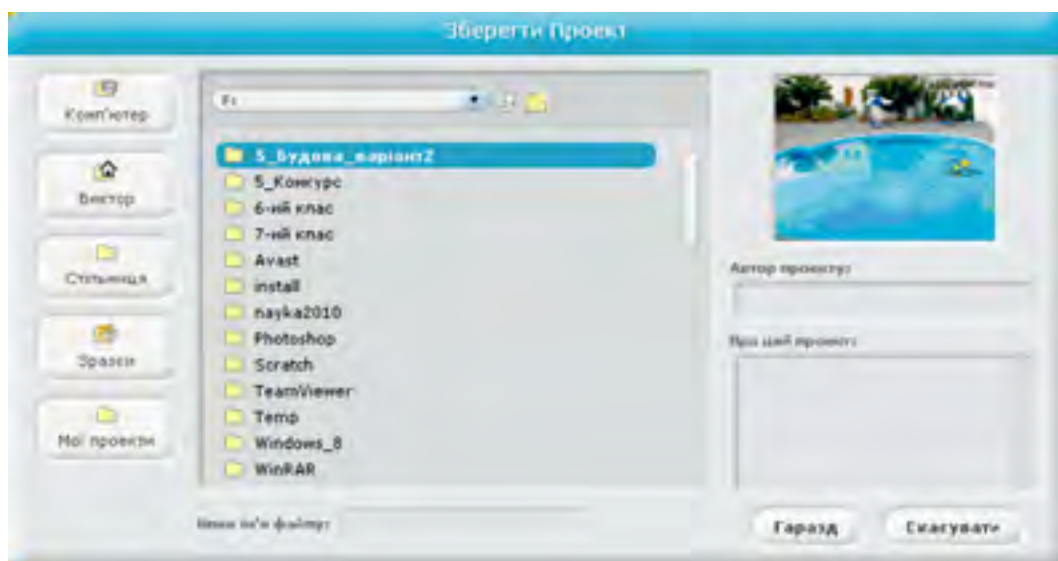 Зберегти Проект
Комп'ютер
Виктор
Стільниця
Зразки
Мої проекти
F:
5_Будова_варіант2
5_Конкурс
6-ий клас
7-ий клас
Avast
install
nayka2010
Photoshop
Scratch
TeamViewer
Temp
Windows_8
WinRAR
Нове ім'я файлу:
Автор проекту:
Про цей проект:
Гаразд
Скасувати